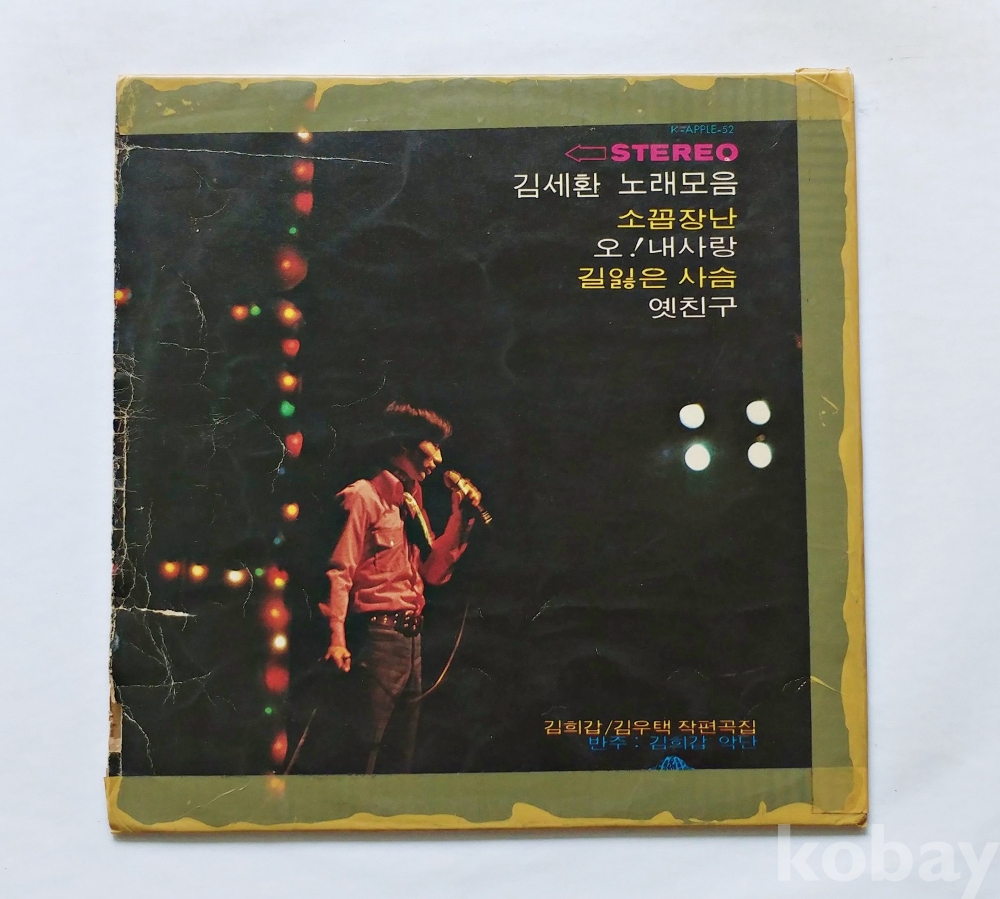 K-APPLE-52
STEREO
김세환 노래모음
소꼽장난
오!내사랑
길잃은 사슴
옛친구
김희갑/김우택 작편곡집
반주 : 김희갑 악단
kobay